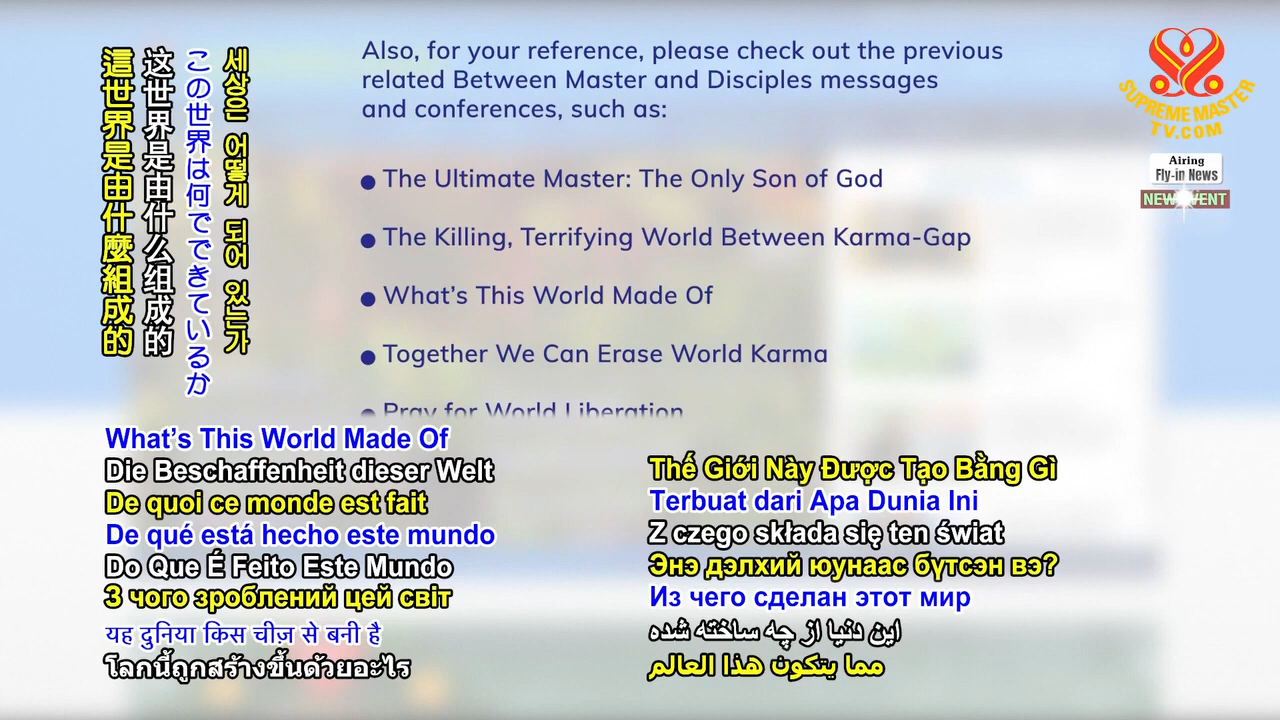 Also, for your reference, please check out the previous
related Between Master and Disciples messages
and conferences, such as:
● The Ultimate Master: The Only Son of God
● The Killing, Terrifying World Between Karma-Gap
● What's This World Made Of
● Together We Can Erase World Karma
● Pray for World Liberation
SUPREME MASTER
TV.COM
Airing
Fly-in News
NEW EVENT
세상은 어떻게 되어 있는가
この世界は何でできているか
这世界是由什么组成的
這世界是由什麼組成的
What's This World Made Of
Die Beschaffenheit dieser Welt
De quoi ce monde est fait
De qué está hecho este mundo
Do Que É Feito Este Mundo
З чого зроблений цей світ
यह दुनिया किस चीज़ से बनी है
โลกนี้ถูกสร้างขึ้นด้วยอะไร
Thế Giới Này Được Tạo Bằng Gì
Terbuat dari Apa Dunia Ini
Z czego składa się ten świat
Энэ дэлхий юунаас бүтсэн вэ?
Из чего сделан этот мир
این دنیا از چه ساخته شده
مما يتكون هذا العالم